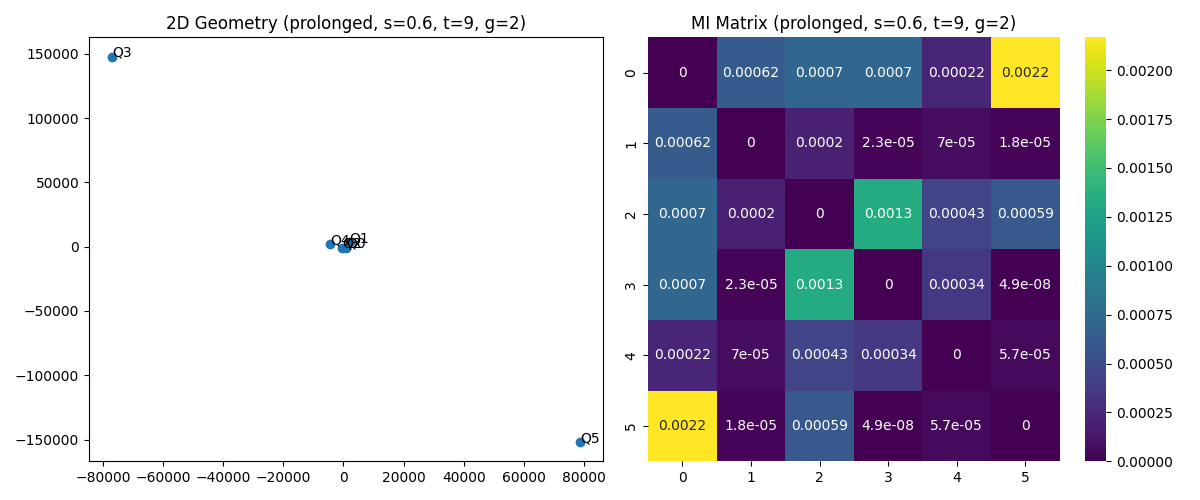 2D Geometry (prolonged, s=0.6, t=9, g=2)
150000
100000
50000
0
−50000
−100000
−150000
−80000 −60000 −40000 −20000 0 20000 40000 60000 80000
Q3
Q1
Q4
Q5
MI Matrix (prolonged, s=0.6, t=9, g=2)
0 0 0.00062 0.0007 0.0007 0.00022 0.0022
1 0.00062 0 0.0002 2.3e-05 7e-05 1.8e-05
2 0.0007 0.0002 0 0.0013 0.00043 0.00059
3 0.0007 2.3e-05 0.0013 0 0.00034 4.9e-08
4 0.00022 7e-05 0.00043 0.00034 0 5.7e-05
5 0.0022 1.8e-05 0.00059 4.9e-08 5.7e-05 0
0 1 2 3 4 5
0.00200
0.00175
0.00150
0.00125
0.00100
0.00075
0.00050
0.00025
0.00000